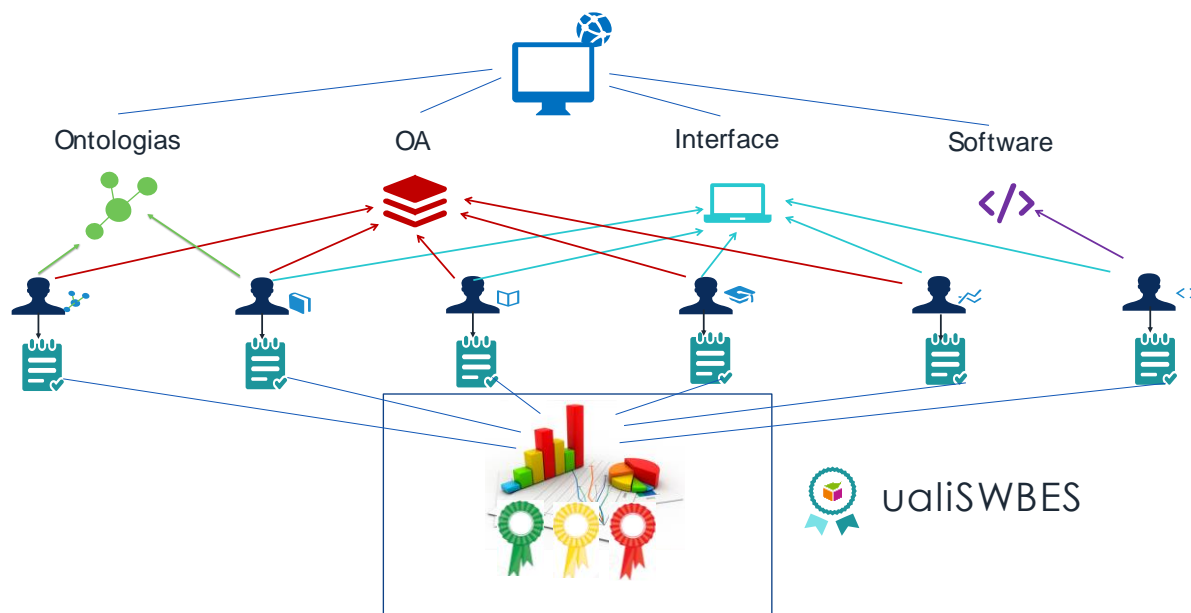 Ontologias
OA
Interface
Software
</>
ualiSWBES